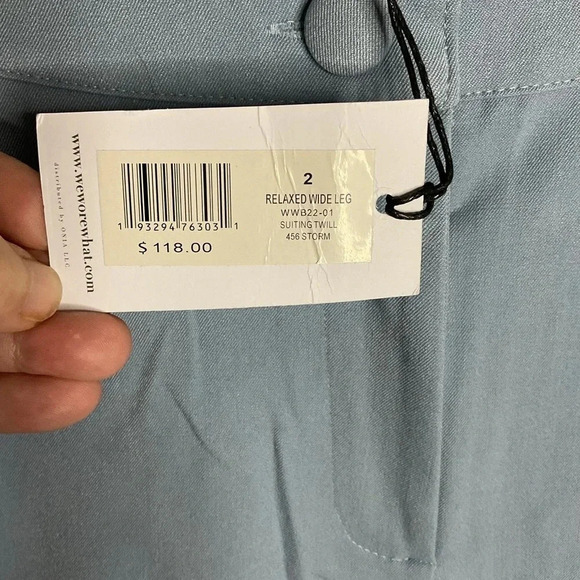 www.weworewhat.com
distributed by ONIA LLC
1 93294 76303 1
$ 118.00
2
RELAXED WIDE LEG
WWB22-01
SUITING TWILL
456 STORM